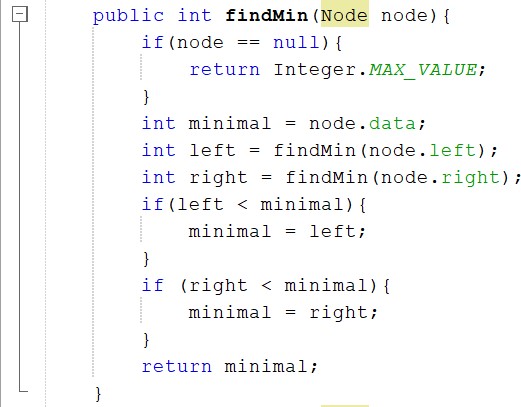 public int findMin(Node node){
if(node == null){
return Integer.MAX_VALUE;
}
int minimal = node.data;
int left = findMin(node.left);
int right = findMin(node.right);
if(left < minimal){
minimal = left;
}
if (right < minimal){
minimal = right;
}
return minimal;
}